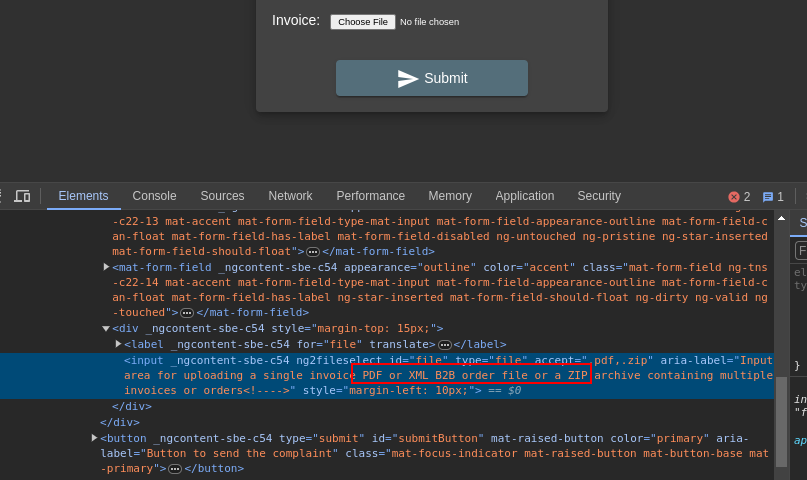 Invoice: Choose File No file chosen
Submit
Elements Console Sources Network Performance Memory Application Security 2 1
-c22-13 mat-accent mat-form-field-type-mat-input mat-form-field-appearance-outline mat-form-field-c
an-float mat-form-field-has-label mat-form-field-disabled ng-untouched ng-pristine ng-star-inserted
mat-form-field-should-float">…</mat-form-field>
<mat-form-field _ngcontent-sbe-c54 appearance="outline" color="accent" class="mat-form-field ng-tns
-c22-14 mat-accent mat-form-field-type-mat-input mat-form-field-appearance-outline mat-form-field-c
an-float mat-form-field-has-label ng-star-inserted mat-form-field-should-float ng-dirty ng-valid ng
-touched">…</mat-form-field>
<div _ngcontent-sbe-c54 style="margin-top: 15px;">
<label _ngcontent-sbe-c54 for="file" translate>…</label>
<input _ngcontent-sbe-c54 ng2fileselect id="file" type="file" accept=".pdf,.zip" aria-label="Input
area for uploading a single invoice PDF or XML B2B order file or a ZIP archive containing multiple
invoices or orders<!---->" style="margin-left: 10px;"> == $0
</div>
</div>
<button _ngcontent-sbe-c54 type="submit" id="submitButton" mat-raised-button color="primary" aria-
label="Button to send the complaint" class="mat-focus-indicator mat-raised-button mat-button-base mat
-primary">…</button>
S
F
el
ty
}
in
"f
ap